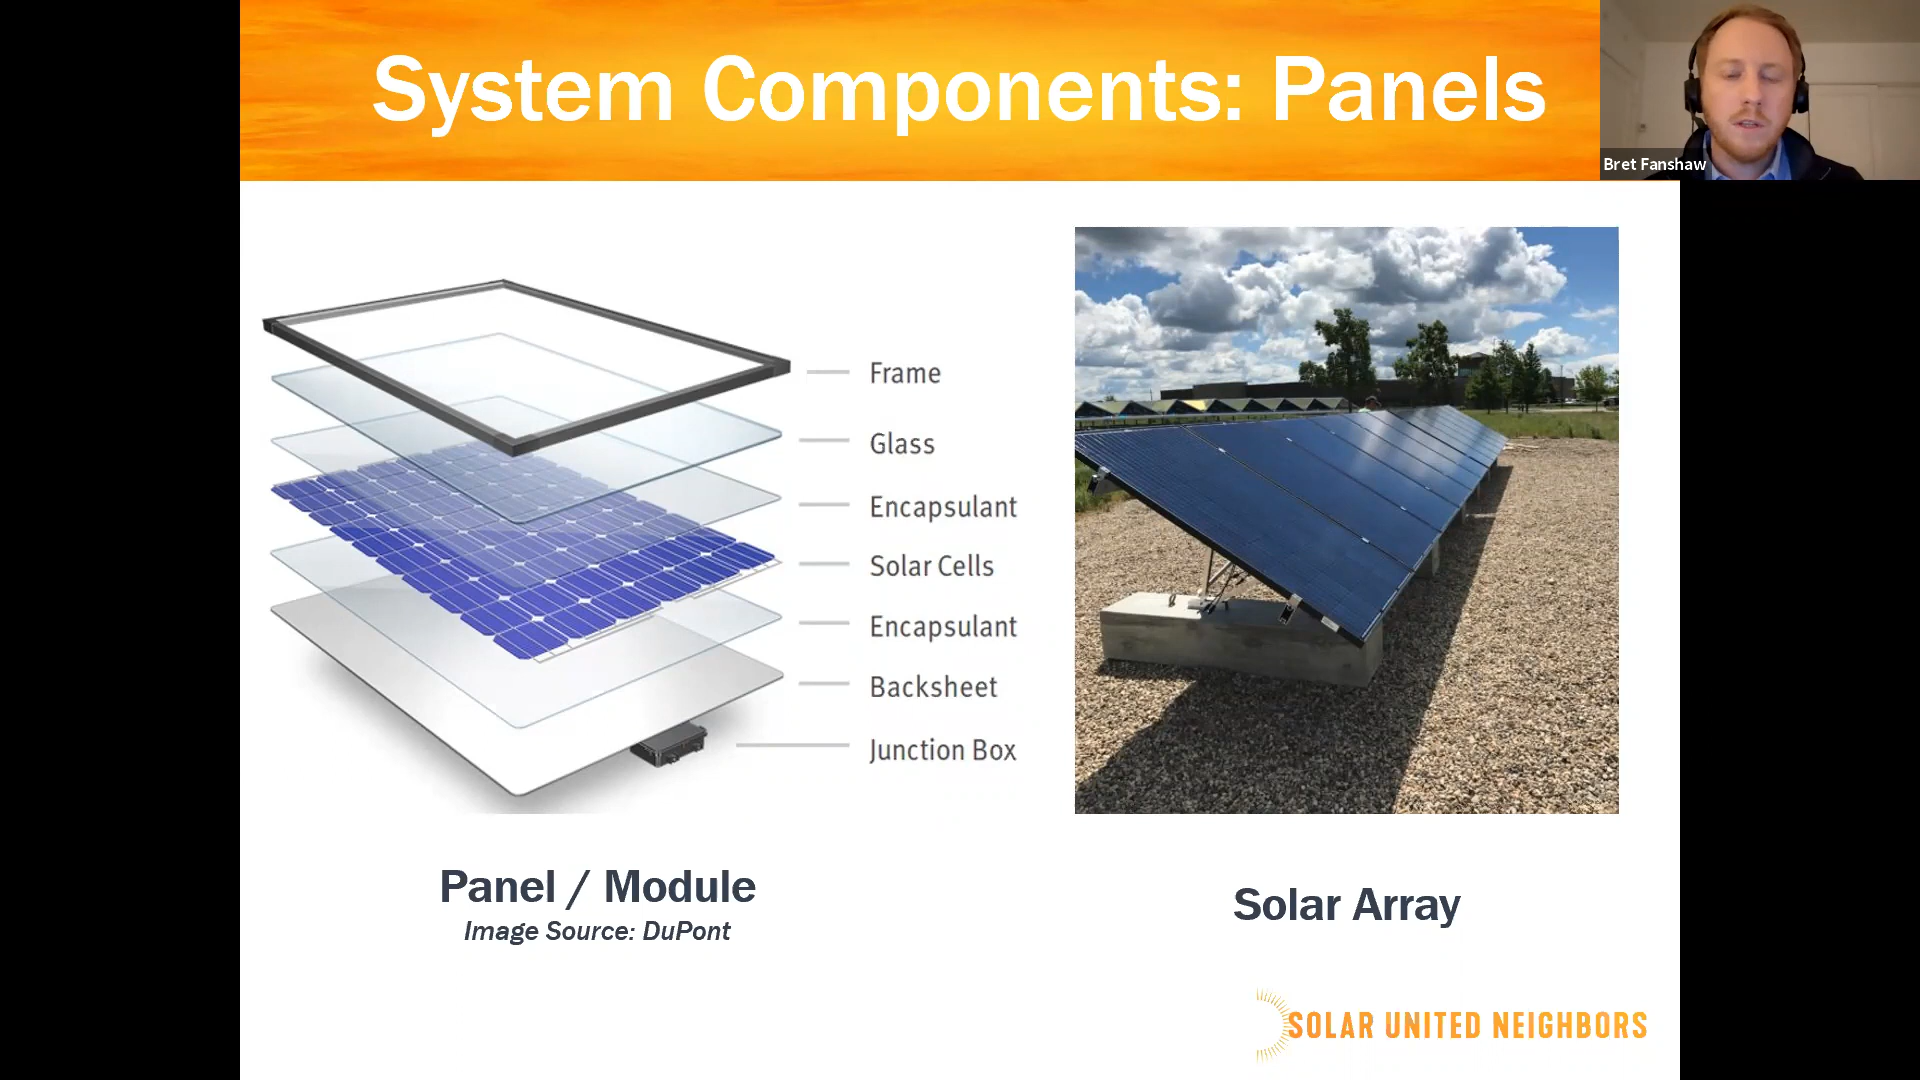 System Components: Panels
Bret Fanshaw
Frame
Glass
Encapsulant
Solar Cells
Encapsulant
Backsheet
Junction Box
Panel / Module
Image Source: DuPont
Solar Array
SOLAR UNITED NEIGHBORS